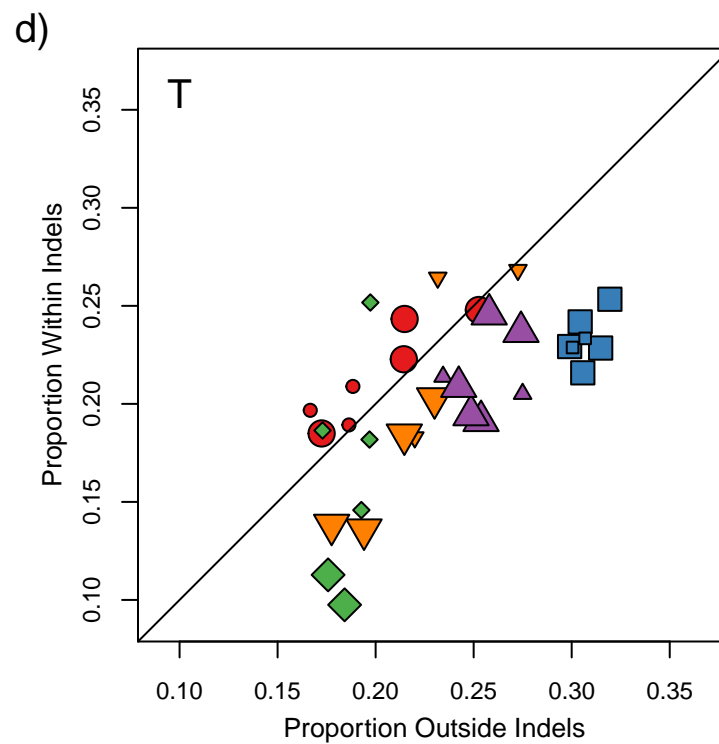 d)
T
Proportion Within Indels
0.35
0.30
0.25
0.20
0.15
0.10
0.10 0.15 0.20 0.25 0.30 0.35
Proportion Outside Indels